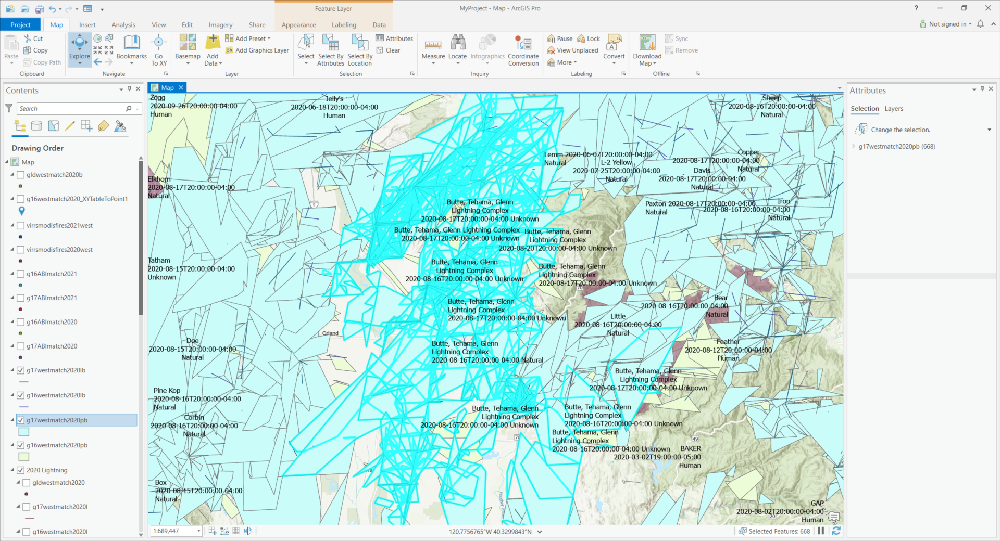 Feature Layer
MyProject - Map - ArcGIS Pro
?
Project
Map
Insert
Analysis
View
Edit
Imagery
Share
Appearance
Labeling
Data
Not signed in
Paste
Cut
Copy
Copy Path
Clipboard
Explore
Bookmarks
Go
To XY
Navigate
Basemap
Add
Data
Add Preset
Add Graphics Layer
Layer
Select
Select By
Attributes
Select By
Location
Attributes
Clear
Selection
Measure
Locate
Infographics
Coordinate
Conversion
Inquiry
Pause
Lock
View Unplaced
More
Convert
Labeling
Download
Map
Sync
Remove
Offline
Contents
Search
Drawing Order
Map
gldwestmatch2020b
g16westmatch2020_XYTableToPoint1
virrsmodisfires2021west
virrsmodisfires2020west
g16ABImatch2021
g17ABImatch2021
g16ABImatch2020
g17ABImatch2020
g17westmatch2020lb
g16westmatch2020lb
g17westmatch2020pb
g16westmatch2020pb
2020 Lightning
gldwestmatch2020
g17westmatch2020l
g16westmatch2020l
Map
Zogg
2020-09-26T20:00:00-04:00
Human
Jelly's
2020-06-18T20:00:00-04:00
Human
Sheep
2020-08-16T20:00:00-04:00
Natural
Lemm 2020-06-07T20:00:00-04:00
Natural
L-2 Yellow
2020-07-25T20:00:00-04:00
Natural
Copper
2020-08-17T20:00:00-04:00
Natural
Davis
2020-08-17T20:00:00-04:00
Natural
Elkhorn
2020-08-17T20:00:00-04:00
Natural
5
Paxton 2020-08-17T20:00:00-04:00
Natural
Iron
2020-08-16T20:00:00-04:00
Natural
Butte, Tehama, Glenn
Lightning Complex
2020-08-17T20:00:00-04:00 Unknown
Butte, Tehama, Glenn Lightning Complex
2020-08-17T20:00:00-04:00 Unknown
Butte, Tehama, Glenn
Lightning Complex
2020-08-20T20:00:00-04:00 Unknown
Tatham
2020-08-15T20:00:00-04:00
Unknown
Butte, Tehama, Glenn
Lightning Complex
2020-08-16T20:00:00-04:00 Unknown
Butte, Tehama, Glenn
Lightning Complex
2020-08-17T20:00:00-04:00 Unknown
70
Butte, Tehama, Glenn
Lightning Complex
2020-08-17T20:00:00-04:00 Unknown
Bear
2020-08-16T20:00:00-04:00
Natural
Little
2020-08-16T20:00:00-04:00
Natural
Orland
Doe
2020-08-15T20:00:00-04:00
Natural
Butte, Tehama, Glenn
Lightning Complex
2020-08-16T20:00:00-04:00 Natural
Feather
2020-08-12T20:00:00-04:00
Human
Butte, Tehama, Glenn
Lightning Complex
2020-08-17T20:00:00-04:00 Unknown
Pine Kop
2020-08-16T20:00:00-04:00
Natural
Corbin
2020-08-16T20:00:00-04:00
Natural
Butte, Tehama, Glenn
Lightning Complex
2020-08-16T20:00:00-04:00 Unknown
Butte, Tehama, Glenn
Lightning Complex
2020-08-16T20:00:00-04:00 Unknown
Butte, Tehama, Glenn
Lightning Complex
2020-08-16T20:00:00-04:00 Unknown
49
BAKER
2020-03-02T19:00:00-05:00
Human
Box
2020-08-15T20:00:00-04:00
Natural
Feather River
GAP
2020-08-02T20:00:00-04:00
Human
20
1:689,447
120.7756765°W 40.3299843°N
Selected Features: 668
Attributes
Selection
Layers
Change the selection.
g17westmatch2020pb (668)